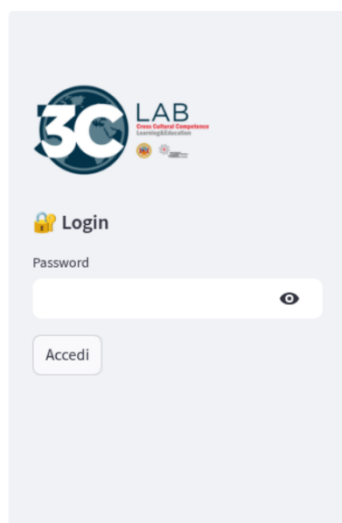 3C
LAB
Cross Cultural Competence
Learning&Education
Login
Password
Accedi